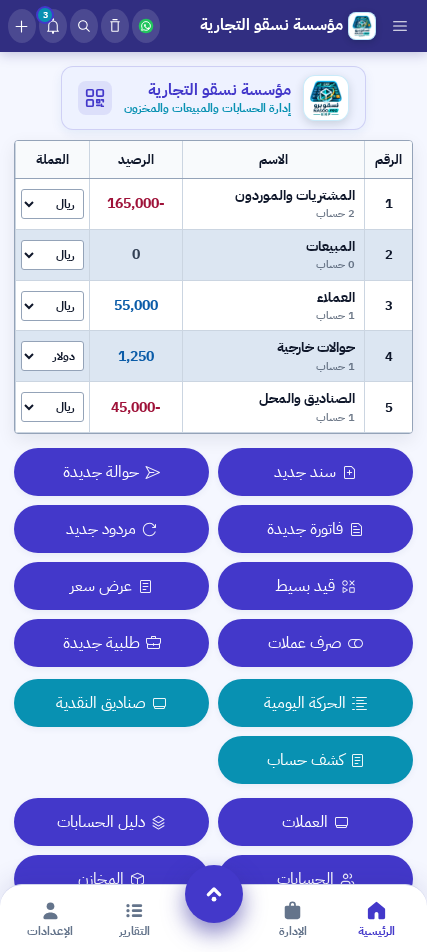 مؤسسة نسقو التجارية
3
مؤسسة نسقو التجارية
إدارة الحسابات والمبيعات والمخزون
الرقم الاسم الرصيد العملة
1 المشتريات والموردون -165,000 ريال
2 حساب
2 المبيعات 0 ريال
0 حساب
3 العملاء 55,000 ريال
1 حساب
4 حوالات خارجية 1,250 دولار
1 حساب
5 الصناديق والمحل -45,000 ريال
1 حساب
سند جديد حوالة جديدة
فاتورة جديدة مردود جديد
قيد بسيط عرض سعر
صرف عملات طلبية جديدة
الحركة اليومية صناديق النقدية
كشف حساب
العملات دليل الحسابات
الحسابات المخازن
الرئيسية الإدارة التقارير الإعدادات